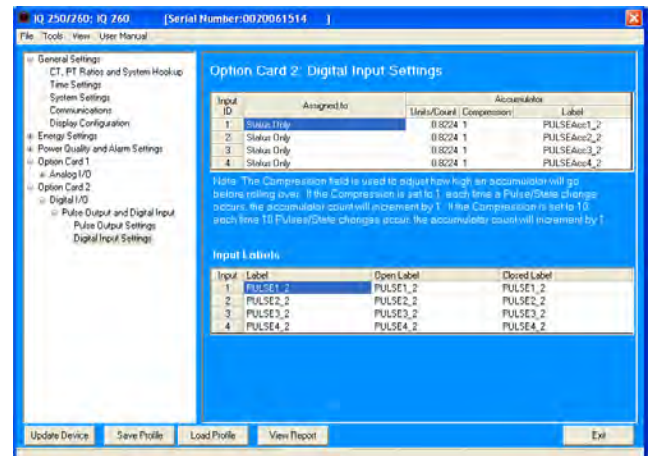 IQ 250/260: IQ 260 [Serial Number:0020061514 ]
File Tools View User Manual
General Settings
CT, PT Ratios and System Hookup
Time Settings
System Settings
Communications
Display Configuration
Energy Settings
Power Quality and Alarm Settings
Option Card 1
Analog I/O
Option Card 2
Digital I/O
Pulse Output and Digital Input
Pulse Output Settings
Digital Input Settings
Option Card 2: Digital Input Settings
Input ID Assigned to Accumulator
Units/Count Compression Label
1 Status Only 0.8224 1 PULSEAcc1_2
2 Status Only 0.8224 1 PULSEAcc2_2
3 Status Only 0.8224 1 PULSEAcc3_2
4 Status Only 0.8224 1 PULSEAcc4_2
Note: The Compression field is used to adjust how high an accumulator will go
before rolling over. If the Compression is set to 1, each time a Pulse/State change
occurs, the accumulator count will increment by 1. If the Compression is set to 10,
each time 10 Pulses/State changes occur, the accumulator count will increment by 1.
Input Labels
Input Label Open Label Closed Label
1 PULSE1_2 PULSE1_2 PULSE1_2
2 PULSE2_2 PULSE2_2 PULSE2_2
3 PULSE3_2 PULSE3_2 PULSE3_2
4 PULSE4_2 PULSE4_2 PULSE4_2
Update Device Save Profile Load Profile View Report Exit